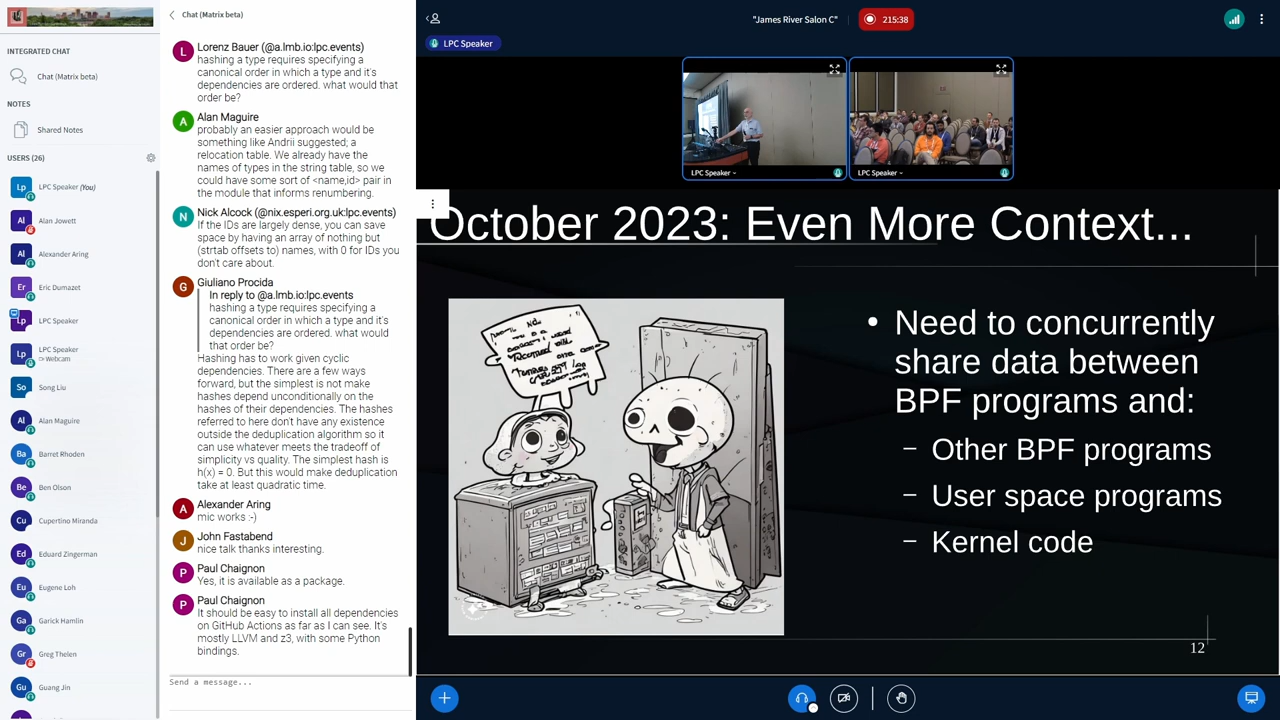 INTEGRATED CHAT
Chat (Matrix beta)
NOTES
Shared Notes
USERS (26)
Lp LPC Speaker (You)
Al Alan Jowett
Al Alexander Aring
Er Eric Dumazet
Lp LPC Speaker
Lp LPC Speaker
Webcam
So Song Liu
Al Alan Maguire
Ba Barret Rhoden
Be Ben Olson
Cu Cupertino Miranda
Ed Eduard Zingerman
Eu Eugene Loh
Ga Garick Hamlin
Gr Greg Thelen
Gu Guang Jin
Chat (Matrix beta)
L Lorenz Bauer (@a.lmb.io:lpc.events)
hashing a type requires specifying a
canonical order in which a type and it's
dependencies are ordered. what would that
order be?
A Alan Maguire
probably an easier approach would be
something like Andrii suggested; a
relocation table. We already have the
names of types in the string table, so we
could have some sort of <name,id> pair in
the module that informs renumbering.
N Nick Alcock (@nix.esperi.org.uk:lpc.events)
If the IDs are largely dense, you can save
space by having an array of nothing but
(strtab offsets to) names, with 0 for IDs you
don't care about.
G Giuliano Procida
In reply to @a.lmb.io:lpc.events
hashing a type requires specifying a
canonical order in which a type and it's
dependencies are ordered. what would
that order be?
Hashing has to work given cyclic
dependencies. There are a few ways
forward, but the simplest is not make
hashes depend unconditionally on the
hashes of their dependencies. The hashes
referred to here don't have any existence
outside the deduplication algorithm so it
can use whatever meets the tradeoff of
simplicity vs quality. The simplest hash is
h(x) = 0. But this would make deduplication
take at least quadratic time.
A Alexander Aring
mic works :-)
J John Fastabend
nice talk thanks interesting.
P Paul Chaignon
Yes, it is available as a package.
P Paul Chaignon
It should be easy to install all dependencies
on GitHub Actions as far as I can see. It's
mostly LLVM and z3, with some Python
bindings.
Send a message...
"James River Salon C"
215:38
LPC Speaker
LPC Speaker
LPC Speaker
October 2023: Even More Context...
• Need to concurrently
share data between
BPF programs and:
– Other BPF programs
– User space programs
– Kernel code
12